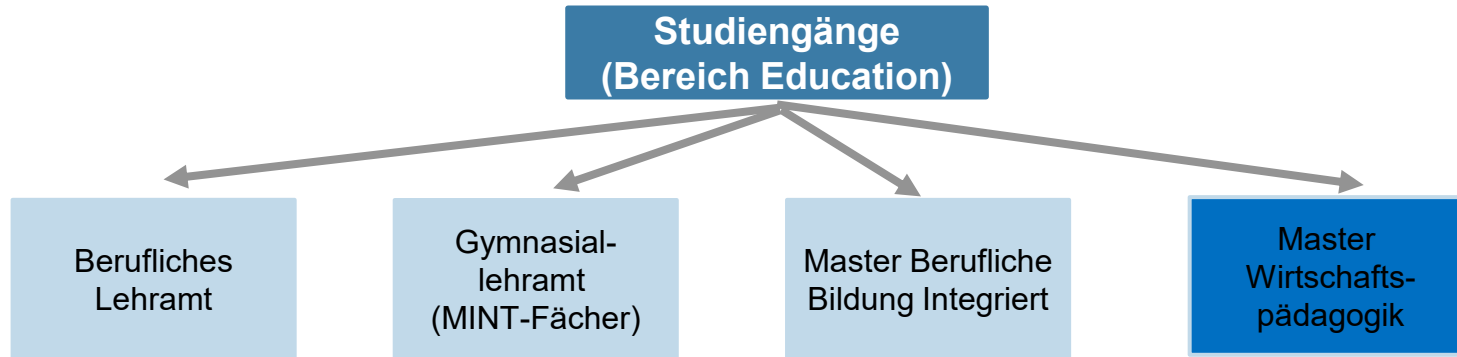 Studiengänge
(Bereich Education)
Berufliches
Lehramt
Gymnasial-
lehramt
(MINT-Fächer)
Master Berufliche
Bildung Integriert
Master
Wirtschafts-
pädagogik